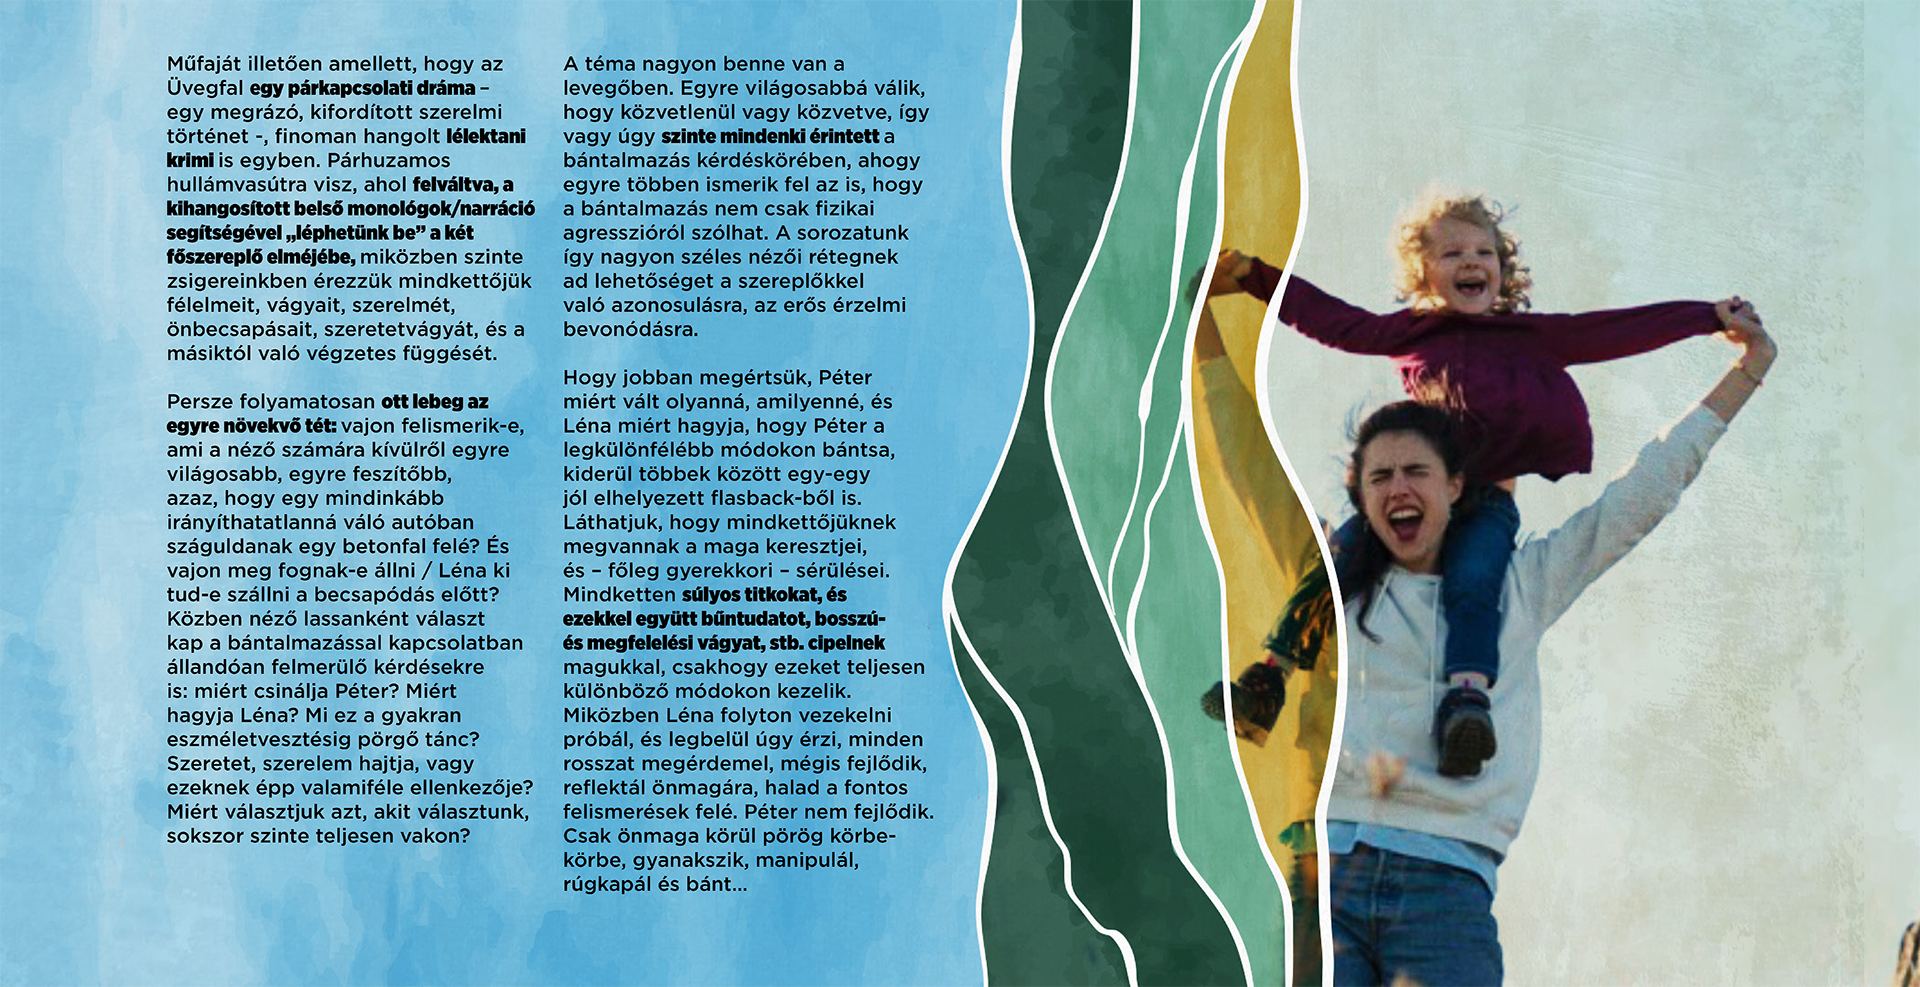 Műfaját illetően amellett, hogy az
Üvegfal egy párkapcsolati dráma –
egy megrázó, kifordított szerelmi
történet -, finoman hangolt lélektani
krimi is egyben. Párhuzamos
hullámvasútra visz, ahol felváltva, a
kihangosított belső monológok/narráció
segítségével „léphetünk be” a két
főszereplő elméjébe, miközben szinte
zsigereinkben érezzük mindkettőjük
félelmeit, vágyait, szerelmét,
önbecsapásait, szeretetvágyát, és a
másiktól való végzetes függését.

Persze folyamatosan ott lebeg az
egyre növekvő tét: vajon felismerik-e,
ami a néző számára kívülről egyre
világosabb, egyre feszítőbb,
azaz, hogy egy mindinkább
irányíthatatlanná váló autóban
száguldanak egy betonfal felé? És
vajon meg fognak-e állni / Léna ki
tud-e szállni a becsapódás előtt?
Közben néző lassanként választ
kap a bántalmazással kapcsolatban
állandóan felmerülő kérdésekre
is: miért csinálja Péter? Miért
hagyja Léna? Mi ez a gyakran
eszméletvesztésig pörgő tánc?
Szeretet, szerelem hajtja, vagy
ezeknek épp valamiféle ellenkezője?
Miért választjuk azt, akit választunk,
sokszor szinte teljesen vakon?

A téma nagyon benne van a
levegőben. Egyre világosabbá válik,
hogy közvetlenül vagy közvetve, így
vagy úgy szinte mindenki érintett a
bántalmazás kérdéskörében, ahogy
egyre többen ismerik fel az is, hogy
a bántalmazás nem csak fizikai
agresszióról szólhat. A sorozatunk
így nagyon széles nézői rétegnek
ad lehetőséget a szereplőkkel
való azonosulásra, az erős érzelmi
bevonódásra.

Hogy jobban megértsük, Péter
miért vált olyanná, amilyenné, és
Léna miért hagyja, hogy Péter a
legkülönfélébb módokon bántsa,
kiderül többek között egy-egy
jól elhelyezett flasback-ből is.
Láthatjuk, hogy mindkettőjüknek
megvannak a maga keresztjei,
és – főleg gyerekkori – sérülései.
Mindketten súlyos titkokat, és
ezekkel együtt bűntudatot, bosszú-
és megfelelési vágyat, stb. cipelnek
magukkal, csakhogy ezeket teljesen
különböző módokon kezelik.
Miközben Léna folyton vezekelni
próbál, és legbelül úgy érzi, minden
rosszat megérdemel, mégis fejlődik,
reflektál önmagára, halad a fontos
felismerések felé. Péter nem fejlődik.
Csak önmaga körül pörög körbe-
körbe, gyanakszik, manipulál,
rúgkapál és bánt...